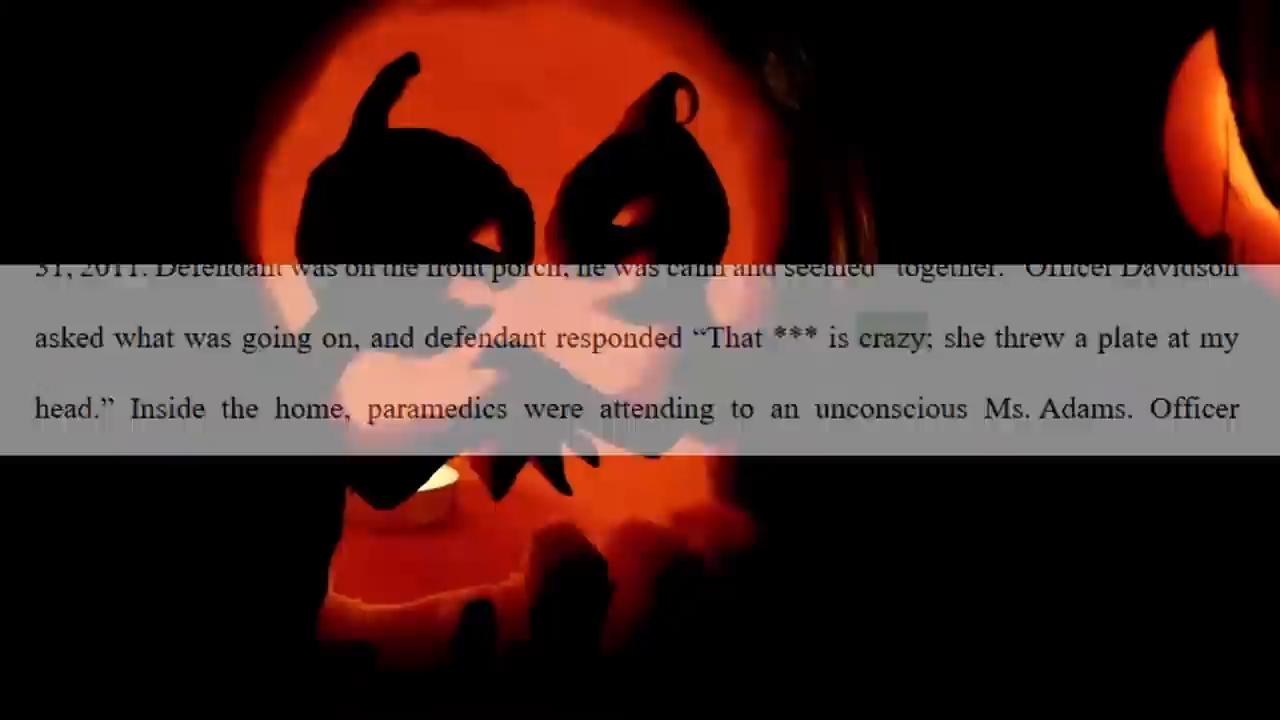 31, 2011. Defendant was on the front porch; he was calm and seemed “together.” Officer Davidson
asked what was going on, and defendant responded “That *** is crazy; she threw a plate at my
head.” Inside the home, paramedics were attending to an unconscious Ms. Adams. Officer